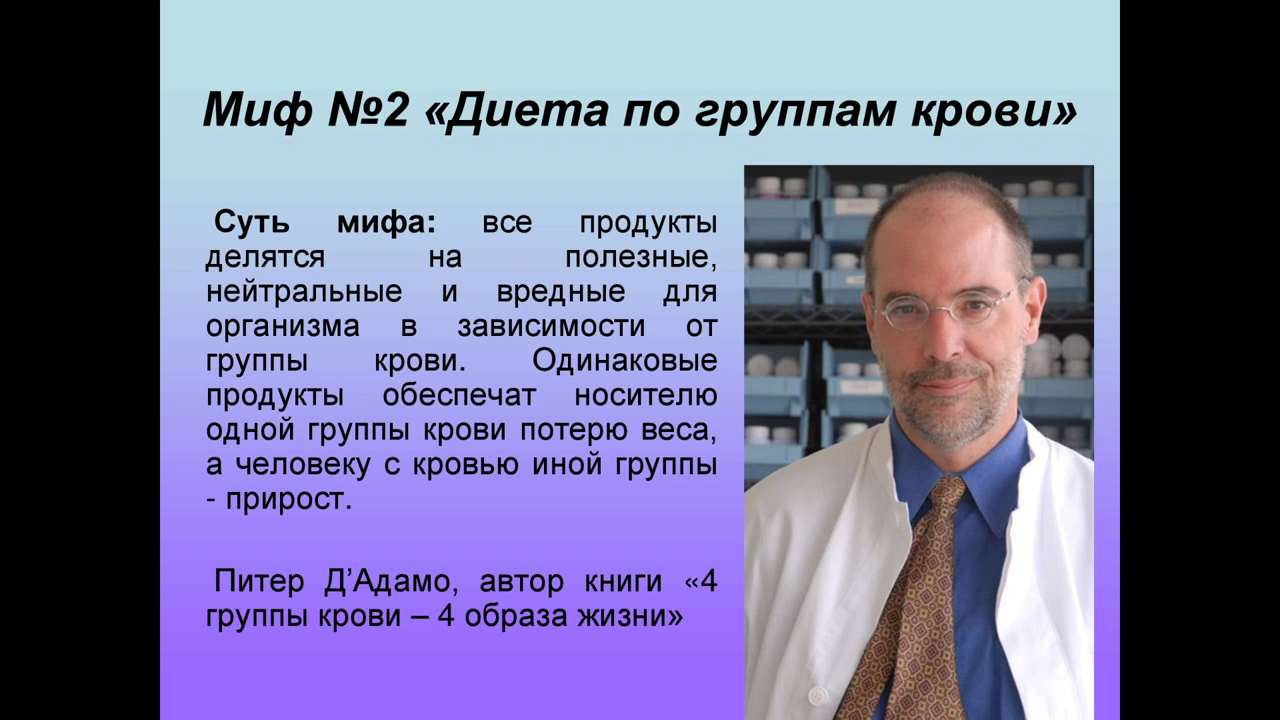 Миф №2 «Диета по группам крови»
Суть мифа: все продукты
делятся на полезные,
нейтральные и вредные для
организма в зависимости от
группы крови. Одинаковые
продукты обеспечат носителю
одной группы крови потерю веса,
а человеку с кровью иной группы
- прирост.
Питер Д’Адамо, автор книги «4
группы крови – 4 образа жизни»